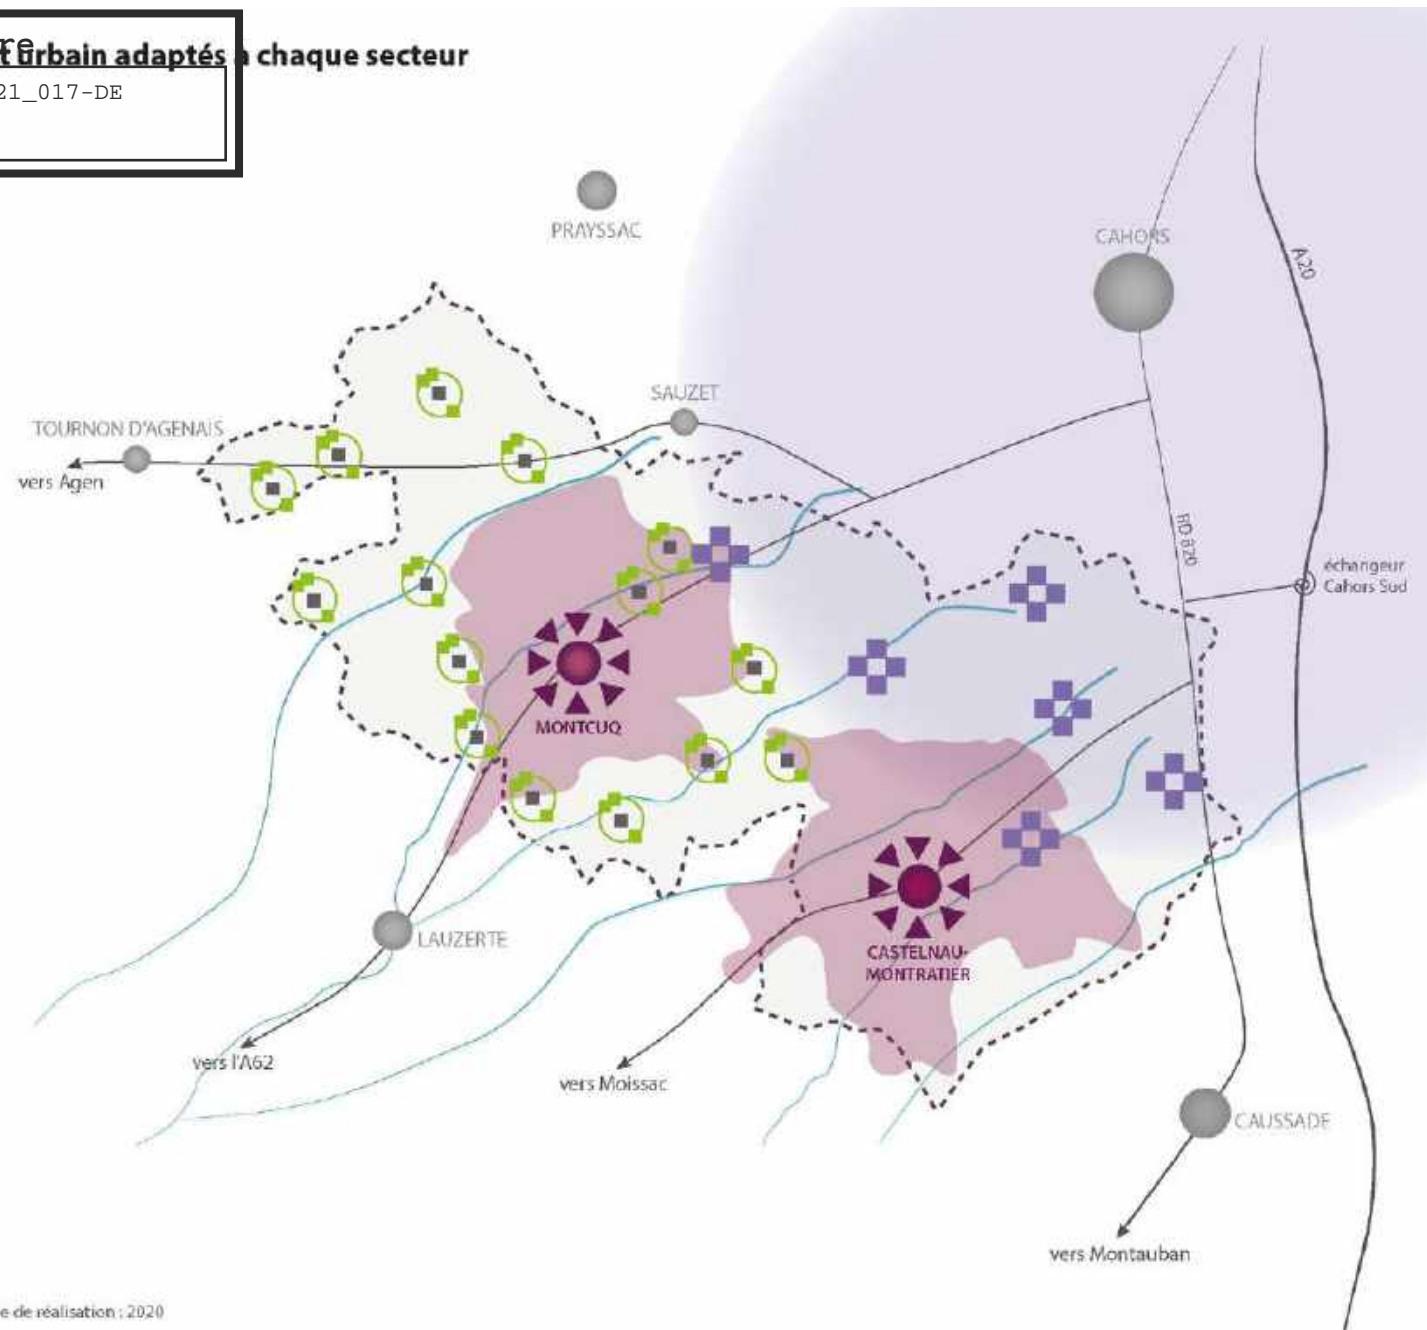 re
t urbain adaptés à chaque secteur
21_017-DE
PRAYSSAC
CAHORS
A20
SAUZET
TOURNON D'AGENAIS
vers Agen
RD 820
échangeur
Cahors Sud
MONTCUQ
LAUZERTE
CASTELNAU-
MONTRATIER
vers l'A62
vers Moissac
CAUSSADE
vers Montauban
e de réalisation : 2020